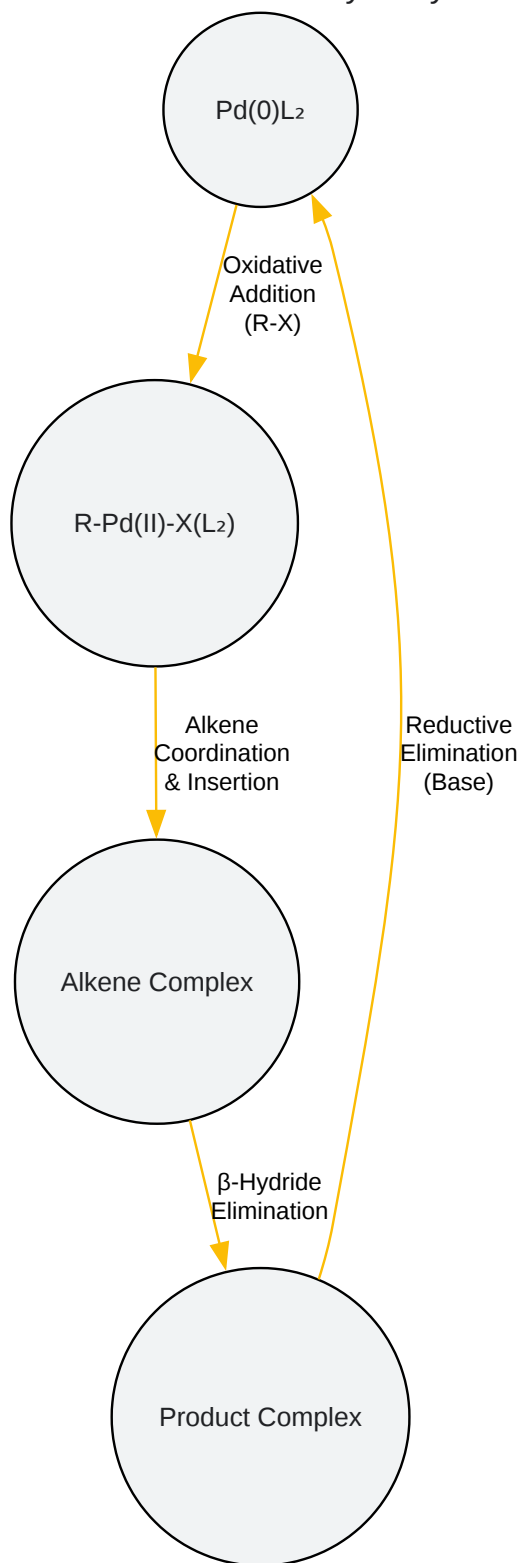 Pd(0)L₂
Oxidative
Addition
(R-X)
R-Pd(II)-X(L₂)
Alkene
Coordination
& Insertion
Reductive
Elimination
(Base)
Alkene Complex
β-Hydride
Elimination
Product Complex